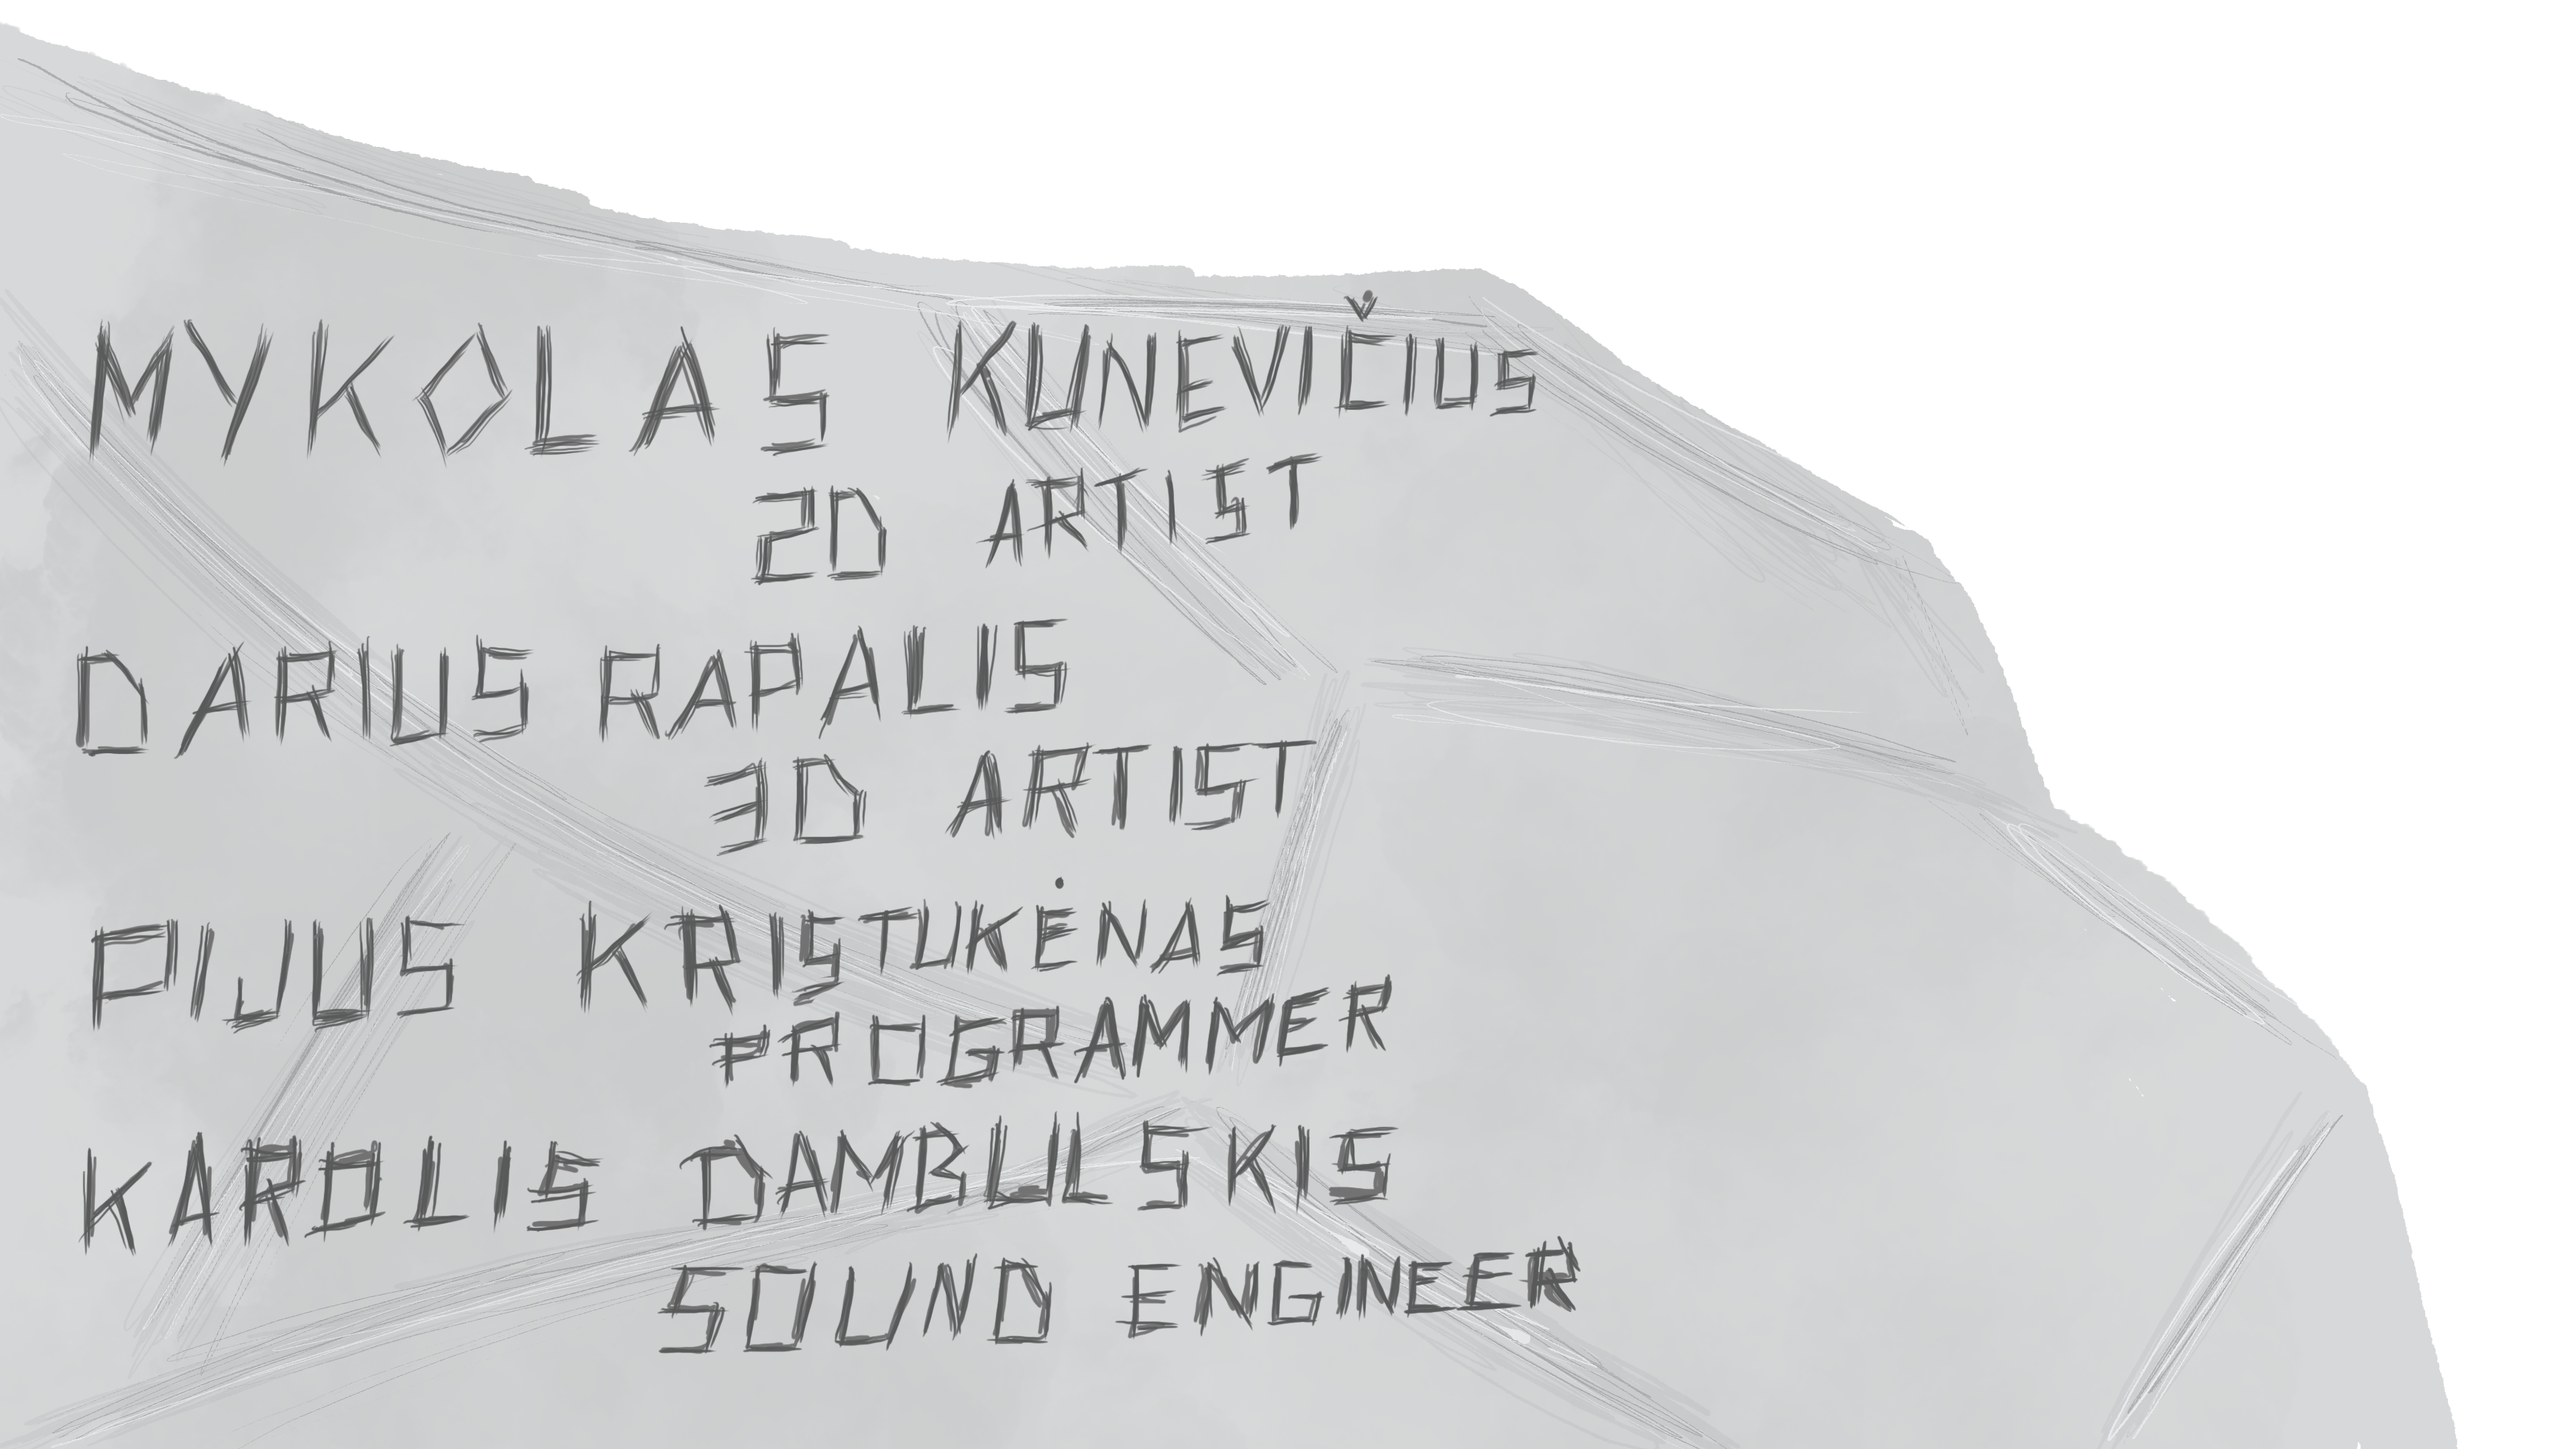 MYKOLAS KUNEVIČIUS
2D ARTIST
DARIUS RAPALIS
3D ARTIST
PIJUS KRISTUKĖNAS
PROGRAMMER
KAROLIS DAMBULSKIS
SOUND ENGINEER